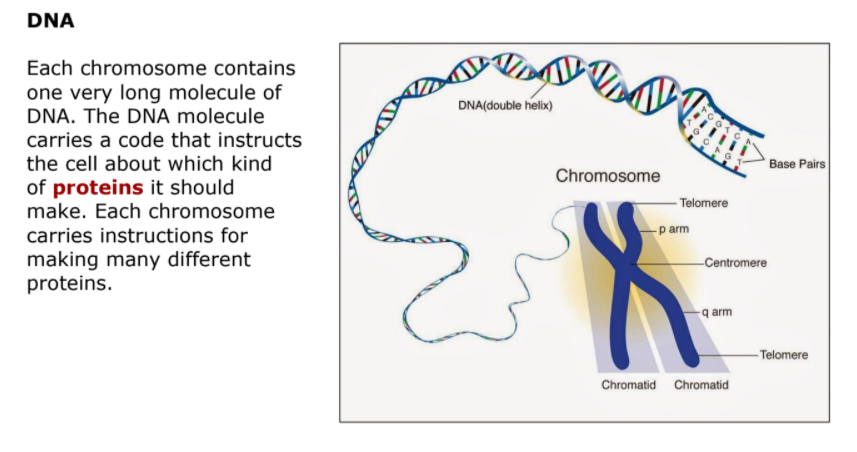 DNA
Each chromosome contains
one very long molecule of
DNA. The DNA molecule
carries a code that instructs
the cell about which kind
of proteins it should
make. Each chromosome
carries instructions for
making many different
proteins.
DNA(double helix)
A C G T C A
T G C A G T
Base Pairs
Chromosome
Telomere
p arm
Centromere
q arm
Telomere
Chromatid Chromatid